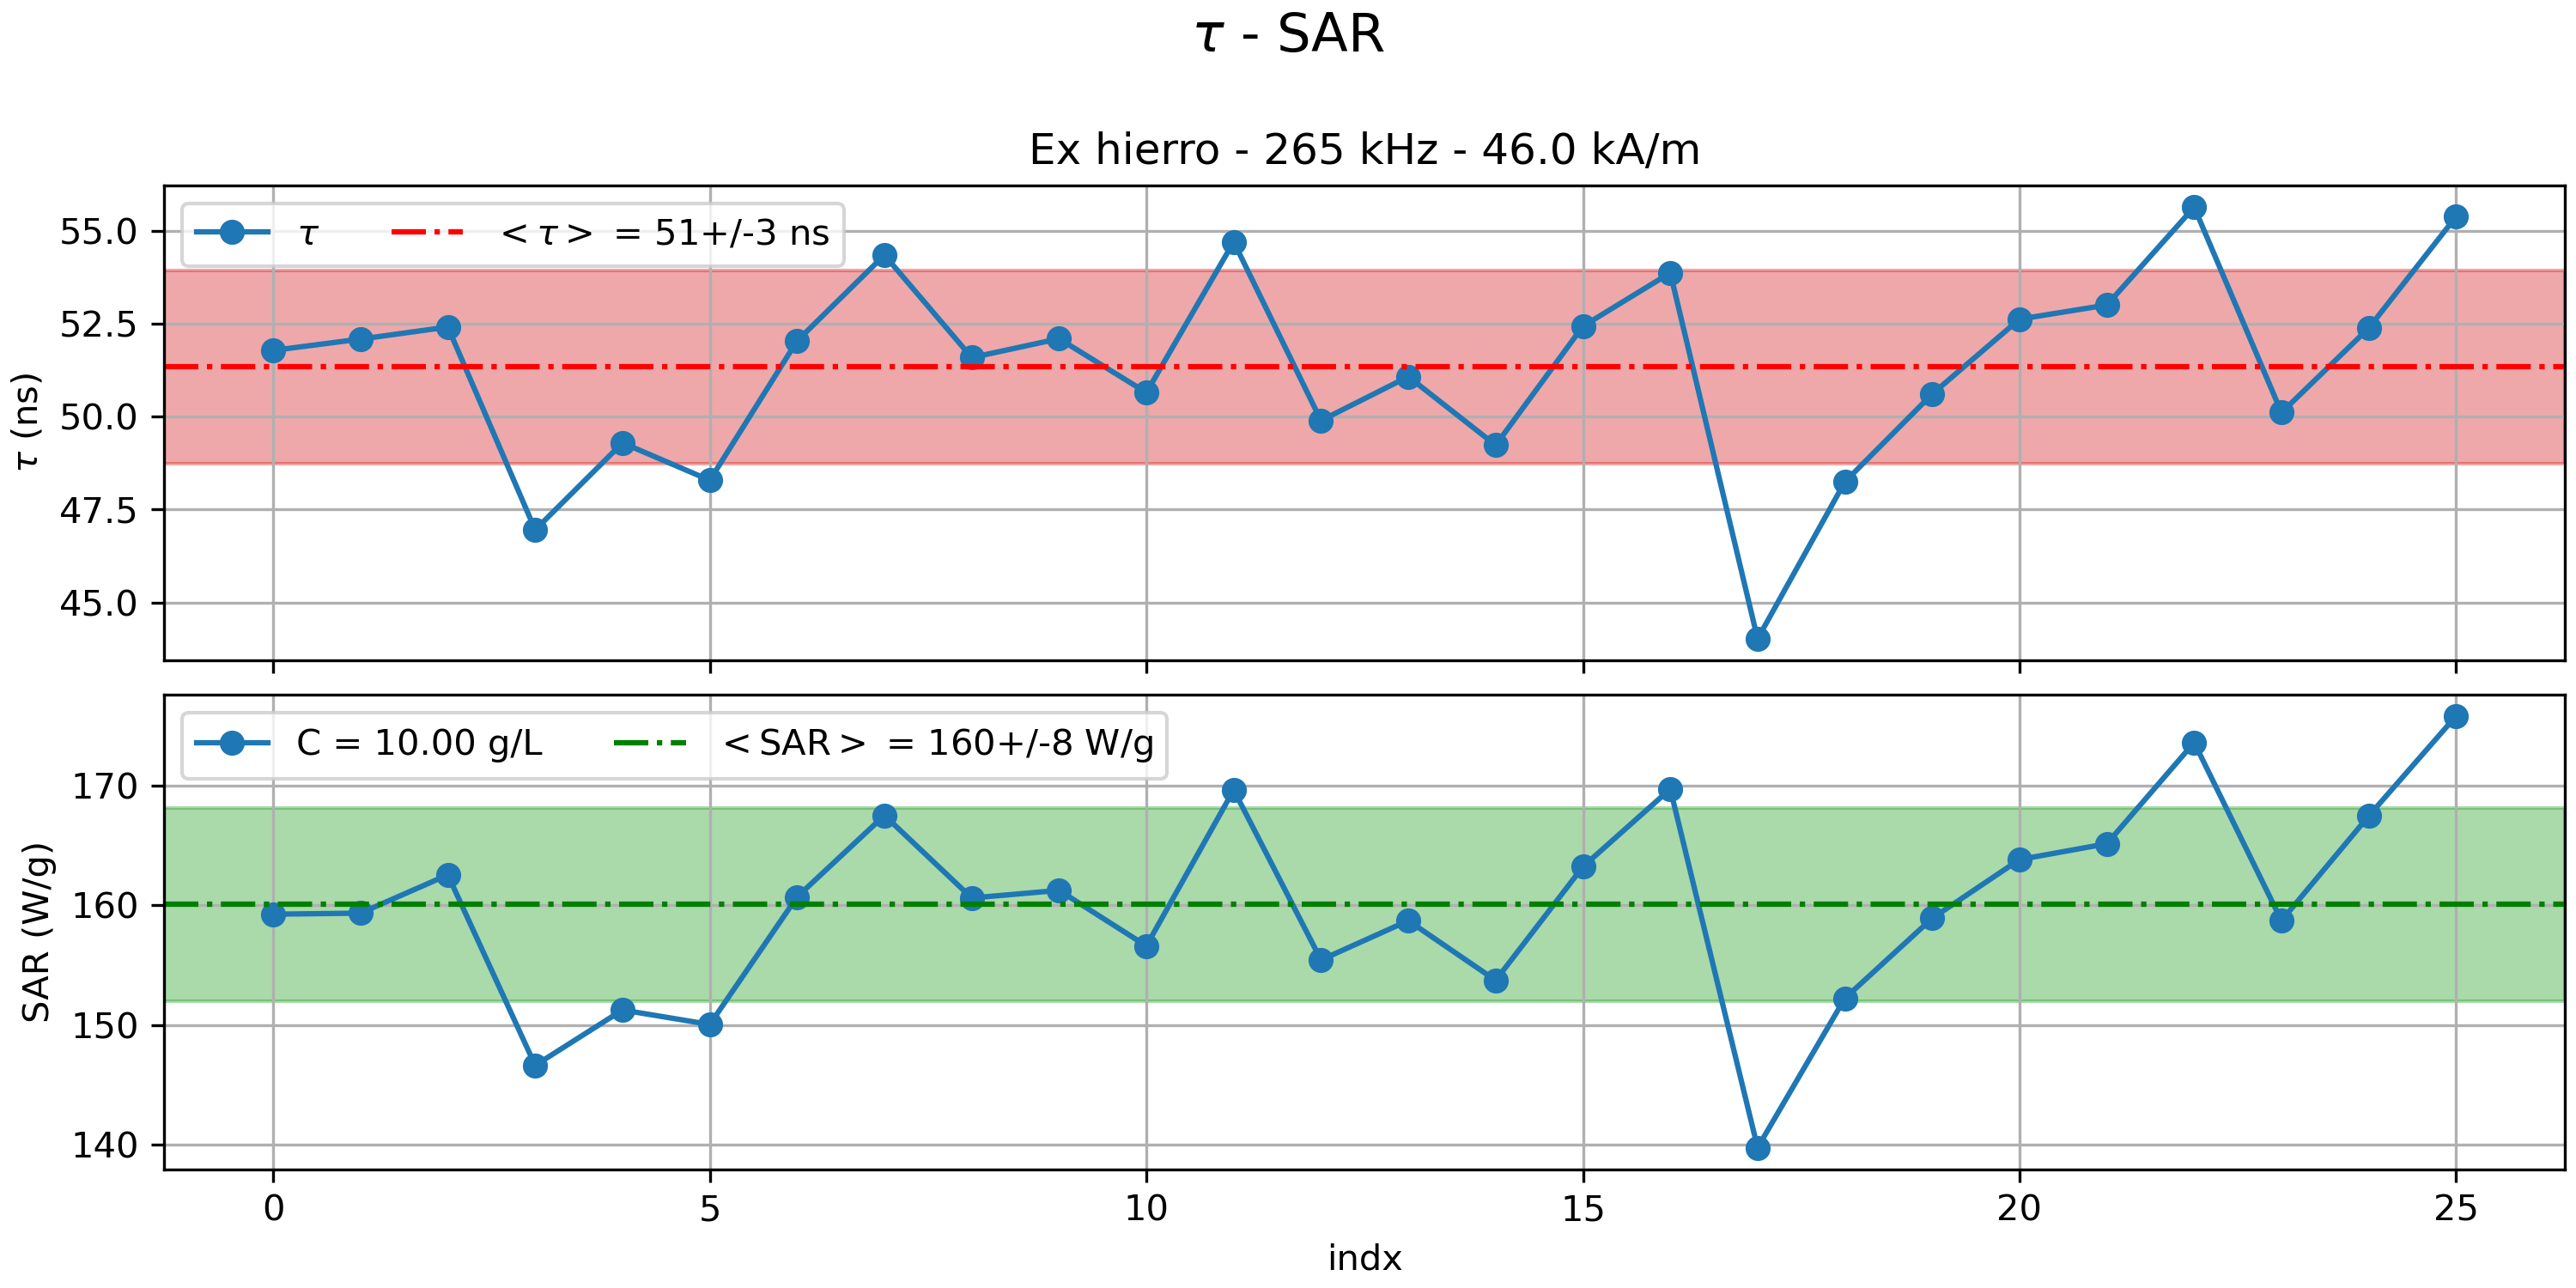 τ - SAR
Ex hierro - 265 kHz - 46.0 kA/m
τ
< τ > = 51+/-3 ns
55.0
52.5
50.0
47.5
45.0
τ (ns)
C = 10.00 g/L
< SAR > = 160+/-8 W/g
170
160
150
140
SAR (W/g)
0 5 10 15 20 25
indx